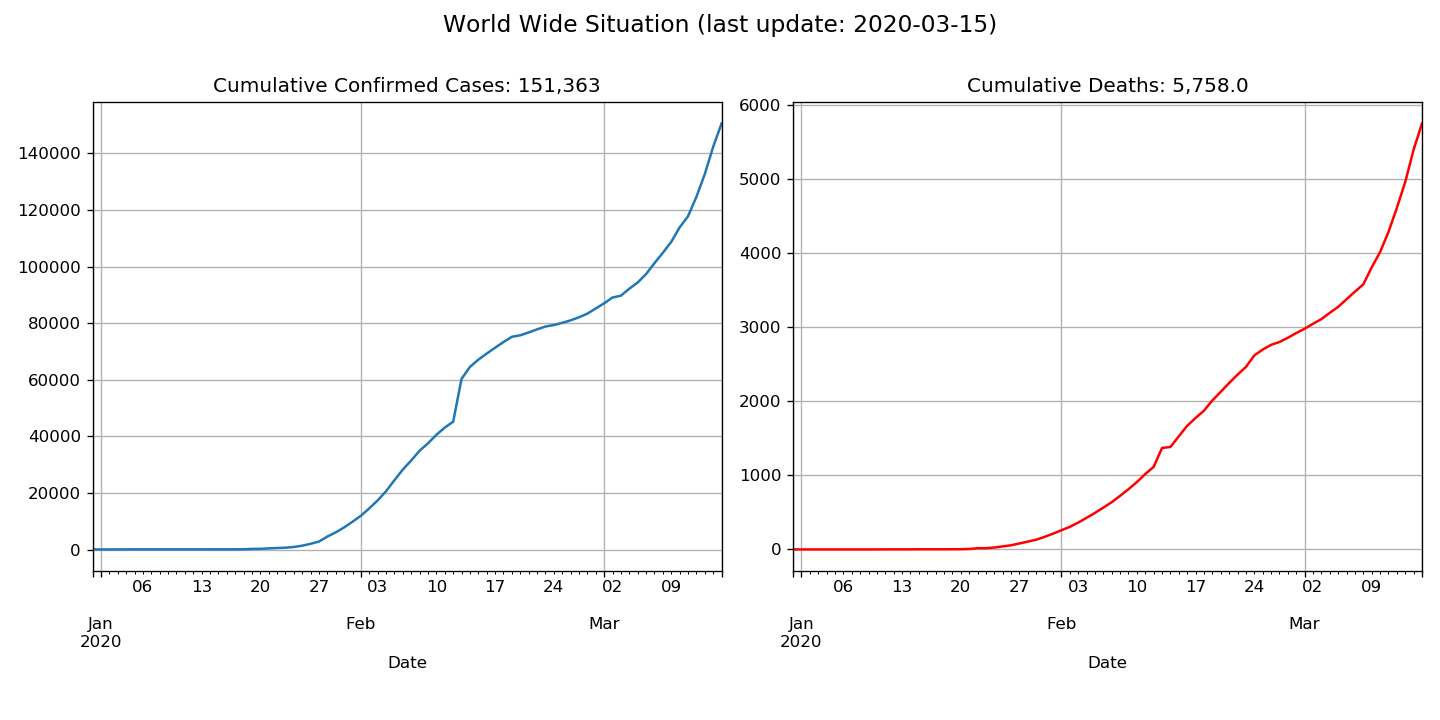 World Wide Situation (last update: 2020-03-15)
Cumulative Confirmed Cases: 151,363
140000
120000
100000
80000
60000
40000
20000
0
06 13 20 27 03 10 17 24 02 09
Jan Feb Mar
2020
Date
Cumulative Deaths: 5,758.0
6000
5000
4000
3000
2000
1000
0
06 13 20 27 03 10 17 24 02 09
Jan Feb Mar
2020
Date